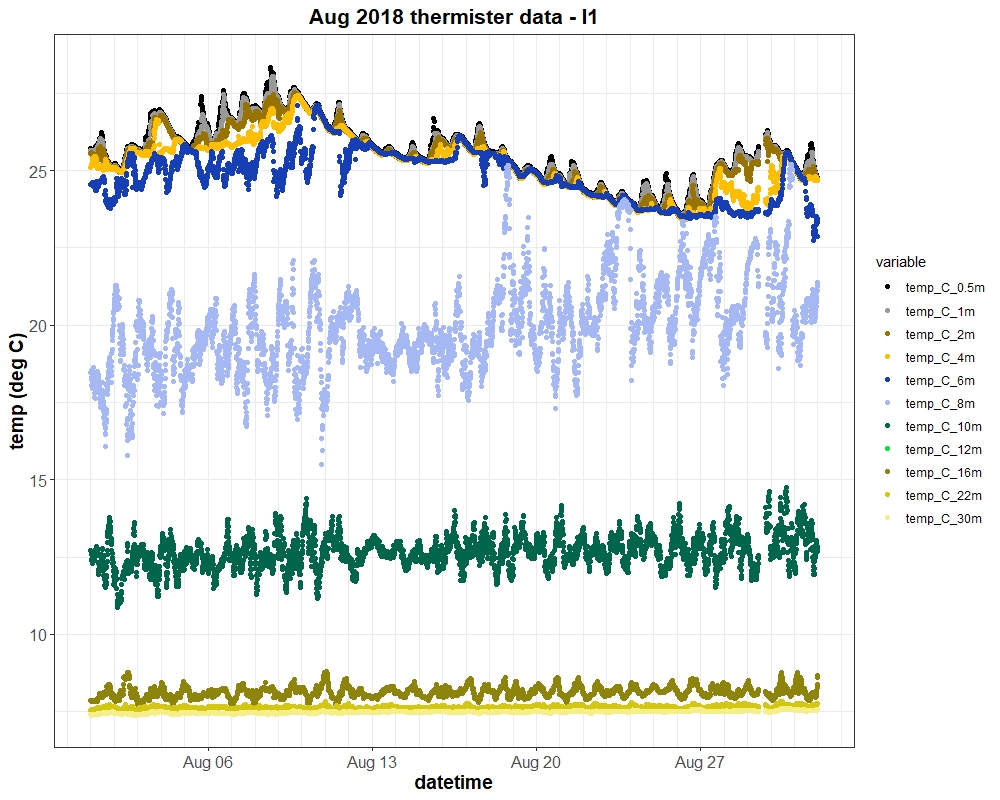 Aug 2018 thermister data - I1
temp (deg C)
25
20
15
10
Aug 06
Aug 13
Aug 20
Aug 27
datetime
variable
temp_C_0.5m
temp_C_1m
temp_C_2m
temp_C_4m
temp_C_6m
temp_C_8m
temp_C_10m
temp_C_12m
temp_C_16m
temp_C_22m
temp_C_30m